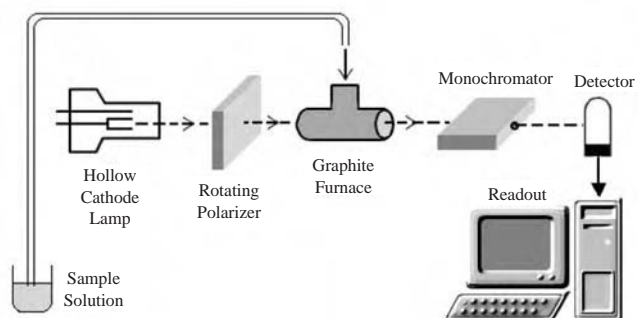 Monochromator
Detector
Hollow
Cathode
Lamp
Rotating
Polarizer
Graphite
Furnace
Readout
Sample
Solution